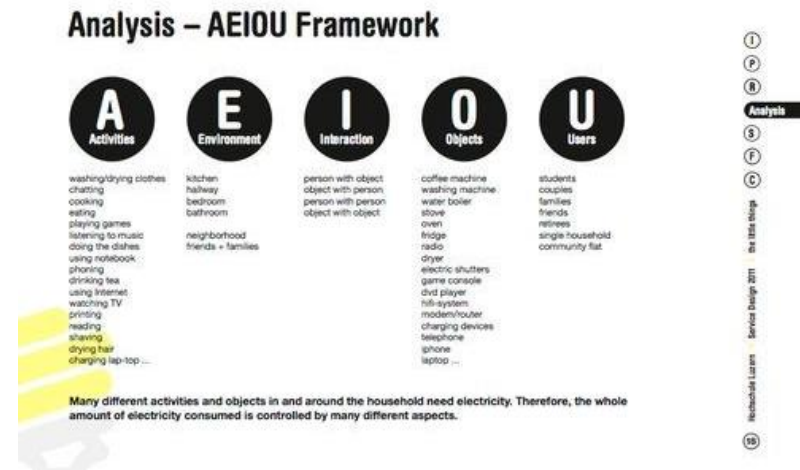 Analysis – AEIOU Framework
A
Activities
washing/drying clothes
chatting
cooking
eating
playing games
listening to music
doing the dishes
using notebook
phoning
drinking tea
using Internet
watching TV
printing
reading
shaving
drying hair
charging lap-top ...
E
Environment
kitchen
hallway
bedroom
bathroom
neighborhood
friends + families
I
Interaction
person with object
object with person
person with person
object with object
O
Objects
coffee machine
washing machine
water boiler
stove
oven
fridge
radio
dryer
electric shutters
game console
dvd player
hifi-system
modem/router
charging devices
telephone
iphone
laptop ...
U
Users
students
couples
families
friends
retirees
single household
community flat
Many different activities and objects in and around the household need electricity. Therefore, the whole
amount of electricity consumed is controlled by many different aspects.
I
P
R
Analysis
S
F
C
Hochschule Luzern Service Design 2011 the little things